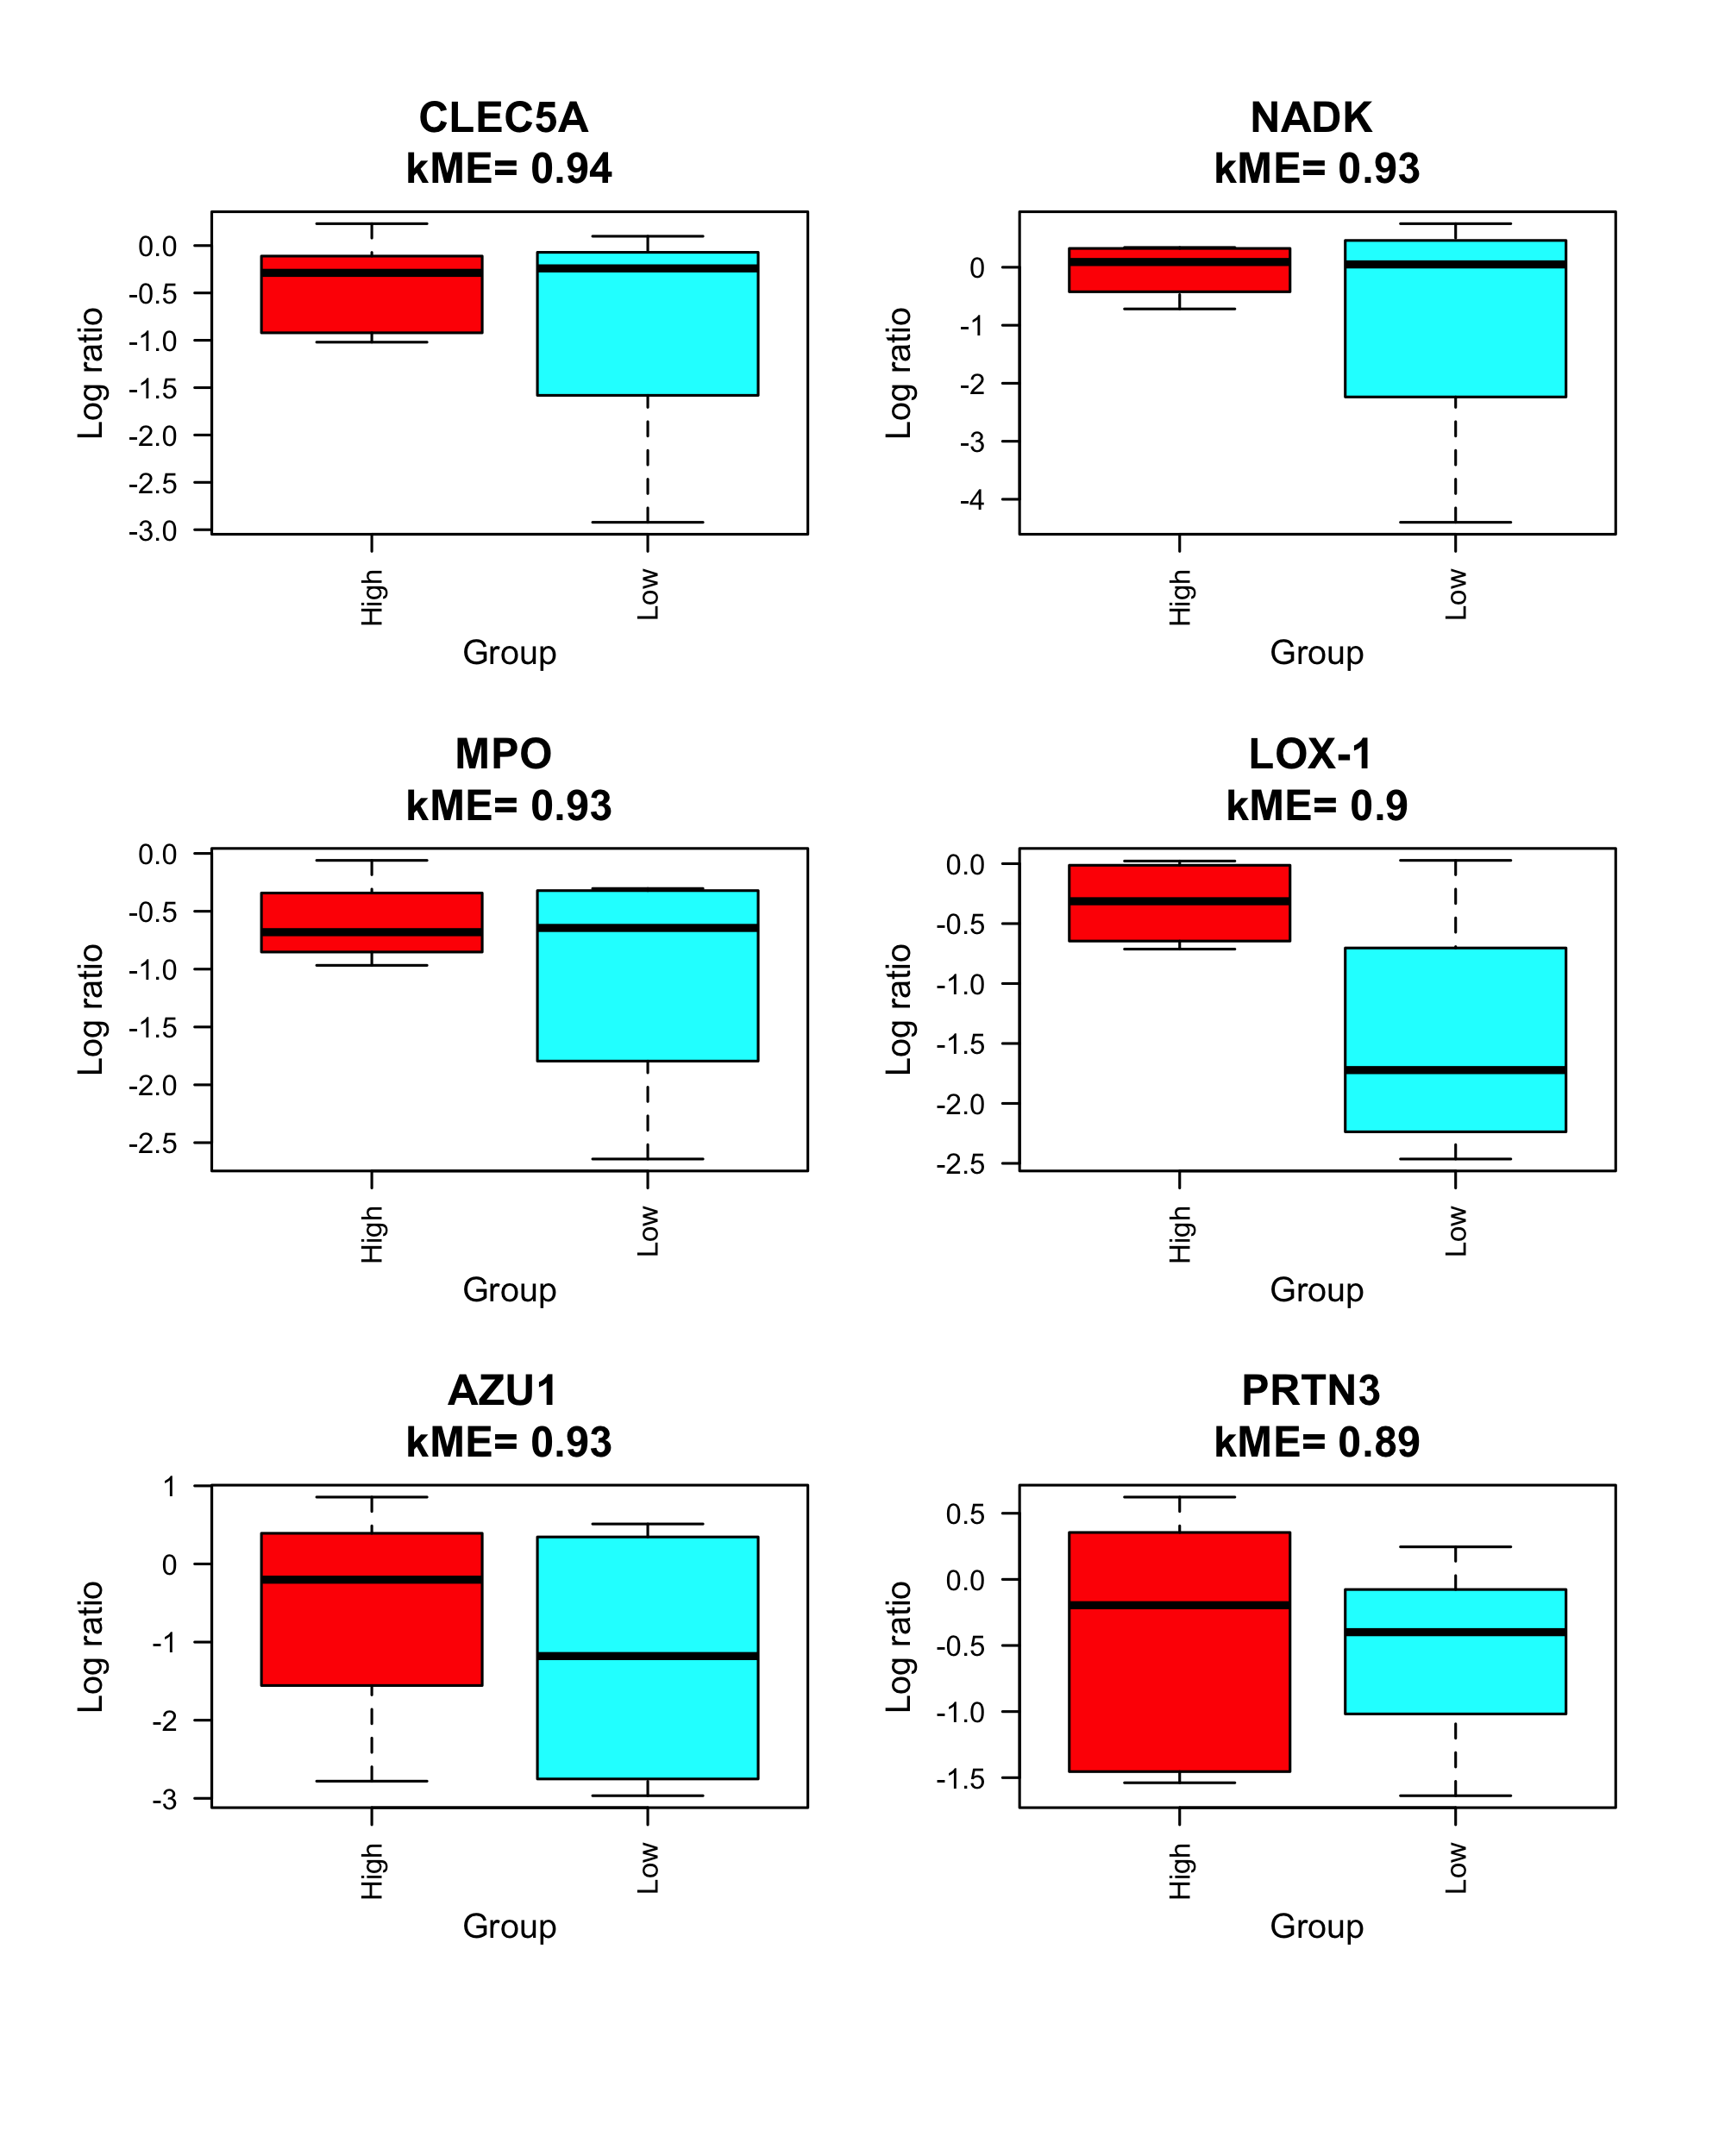 CLEC5A
kME= 0.94
Log ratio
0.0
-0.5
-1.0
-1.5
-2.0
-2.5
-3.0
High
Low
Group
NADK
kME= 0.93
Log ratio
0
-1
-2
-3
-4
High
Low
Group
MPO
kME= 0.93
Log ratio
0.0
-0.5
-1.0
-1.5
-2.0
-2.5
High
Low
Group
LOX-1
kME= 0.9
Log ratio
0.0
-0.5
-1.0
-1.5
-2.0
-2.5
High
Low
Group
AZU1
kME= 0.93
Log ratio
1
0
-1
-2
-3
High
Low
Group
PRTN3
kME= 0.89
Log ratio
0.5
0.0
-0.5
-1.0
-1.5
High
Low
Group